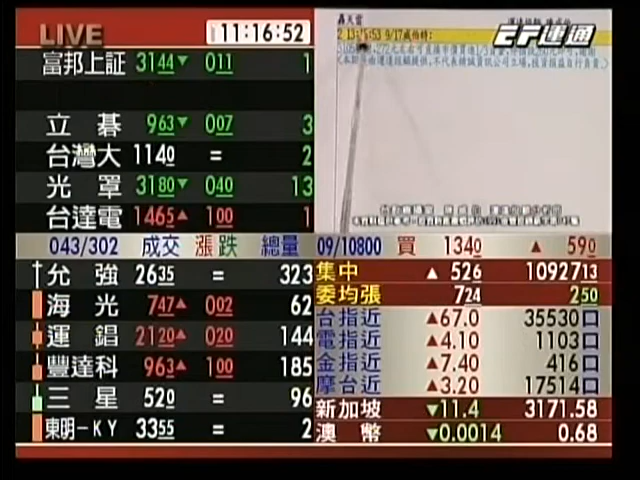 LIVE 11:16:52
富邦上証 3144▼ 011 1
立碁 963▼ 007 3
台灣大 1140 = 2
光罩 3180▼ 040 13
台達電 1465▲ 100 1
043/302 成交 漲跌 總量
允強 2635 = 323
海光 747▲ 002 62
運錩 2120▲ 020 144
豐達科 963▲ 100 185
三星 520 = 96
東明-KY 3355 = 2
運通
09/10800 買 1340 ▲ 590
集中 ▲ 526 1092713
委均張 724 250
台指近 ▲67.0 35530口
電指近 ▲4.10 1103口
金指近 ▲7.40 416口
摩台近 ▲3.20 17514口
新加坡 ▼11.4 3171.58
澳幣 ▼0.0014 0.68